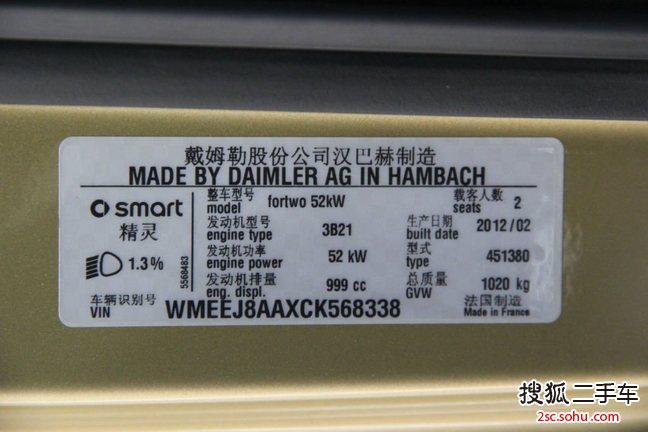 戴姆勒股份公司汉巴赫制造
MADE BY DAIMLER AG IN HAMBACH
smart
精灵
1.3%
5568483
整车型号 model fortwo 52kW
载客人数 seats 2
发动机型号 engine type 3B21
生产日期 built date 2012/02
发动机功率 engine power 52 kW
型式 type 451380
发动机排量 eng. displ. 999 cc
总质量 GVW 1020 kg
车辆识别号 VIN WMEEJ8AAXCK568338
法国制造 Made in France
搜狐二手车
2sc.sohu.com